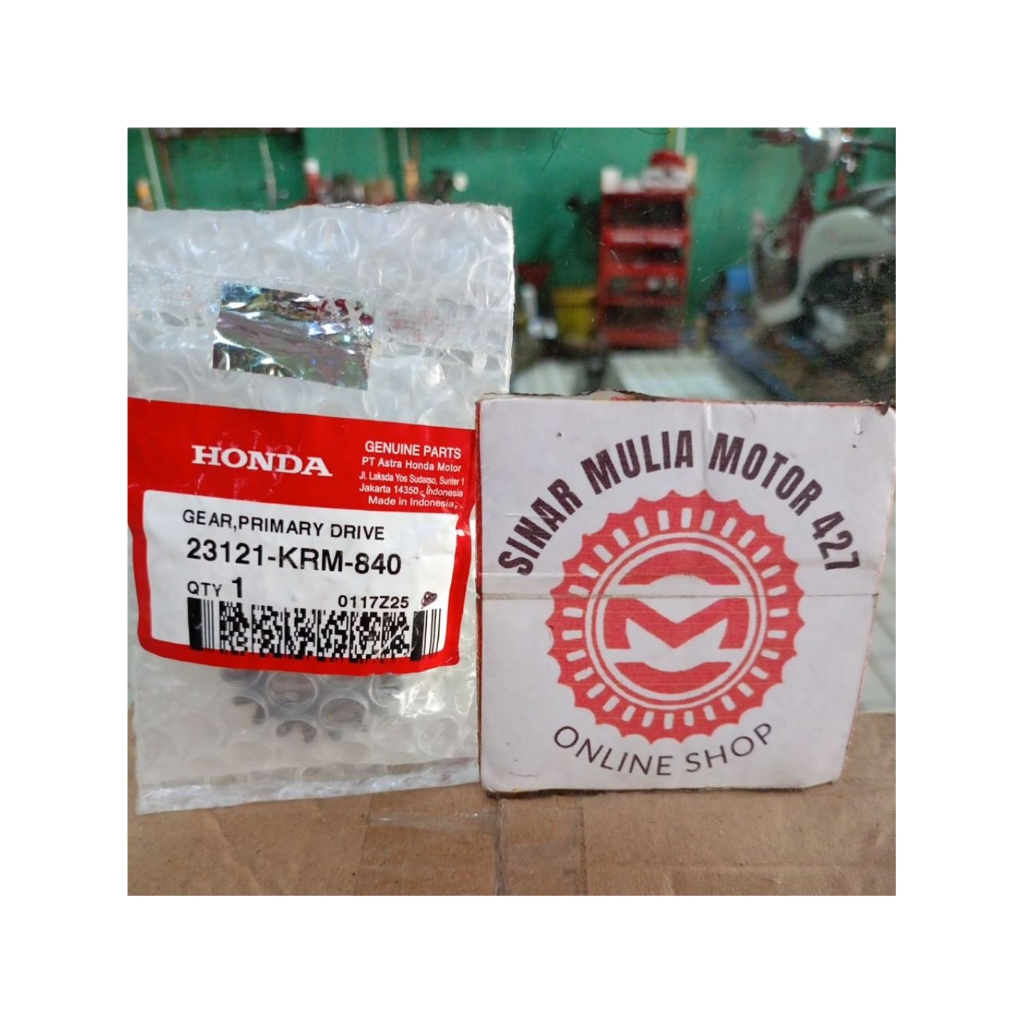 HONDA
GENUINE PARTS
PT Astra Honda Motor
Jl. Laksda Yos Sudarso, Sunter 1
Jakarta 14350 - Indonesia
Made in Indonesia.
GEAR,PRIMARY DRIVE
23121-KRM-840
QTY 1
0117Z25
SINAR MULIA MOTOR 427
M
ONLINE SHOP